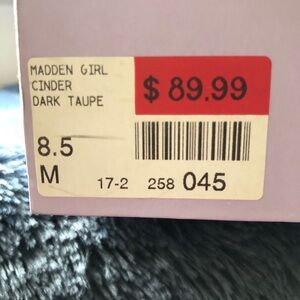 MADDEN GIRL
CINDER
DARK TAUPE
$ 89.99
8.5
M
17-2 258 045